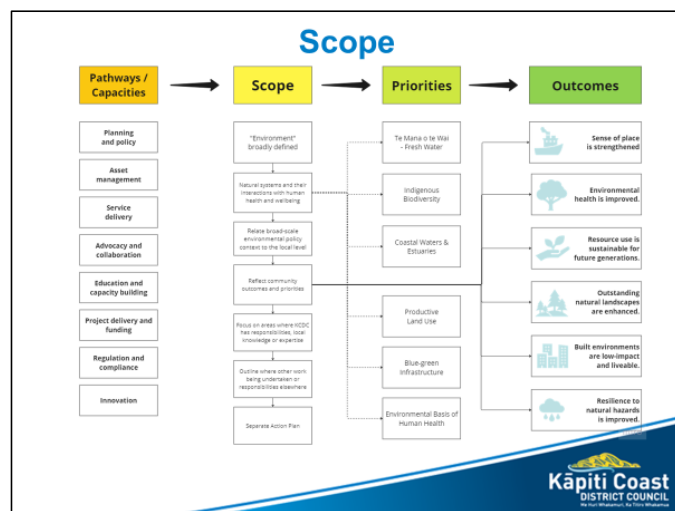 Scope
Pathways /
Capacities
Scope
Priorities
Outcomes
Planning
and policy
Asset
management
Service
delivery
Advocacy and
collaboration
Education and
capacity building
Project delivery and
funding
Regulation and
compliance
Innovation
"Environment"
broadly defined
Natural systems and their
interactions with human
health and wellbeing
Relate broad-scale
environmental policy
context to the local level
Reflect community
outcomes and priorities
Focus on areas where KCDC
has responsibilities, local
knowledge or expertise
Outline where other work
being undertaken or
responsibilities elsewhere
Separate Action Plan
Te Mana o te Wai
- Fresh Water
Indigenous
Biodiversity
Coastal Waters &
Estuaries
Productive
Land Use
Blue-green
Infrastructure
Environmental Basis of
Human Health
Sense of place
is strengthened
Environmental
health is improved.
Resource use is
sustainable for
future generations.
Outstanding
natural landscapes
are enhanced.
Built environments
are low-impact
and liveable.
Resilience to
natural hazards
is improved.
Kāpiti Coast
DISTRICT COUNCIL
Me Huri Whakamuri, Ka Titiro Whakamua